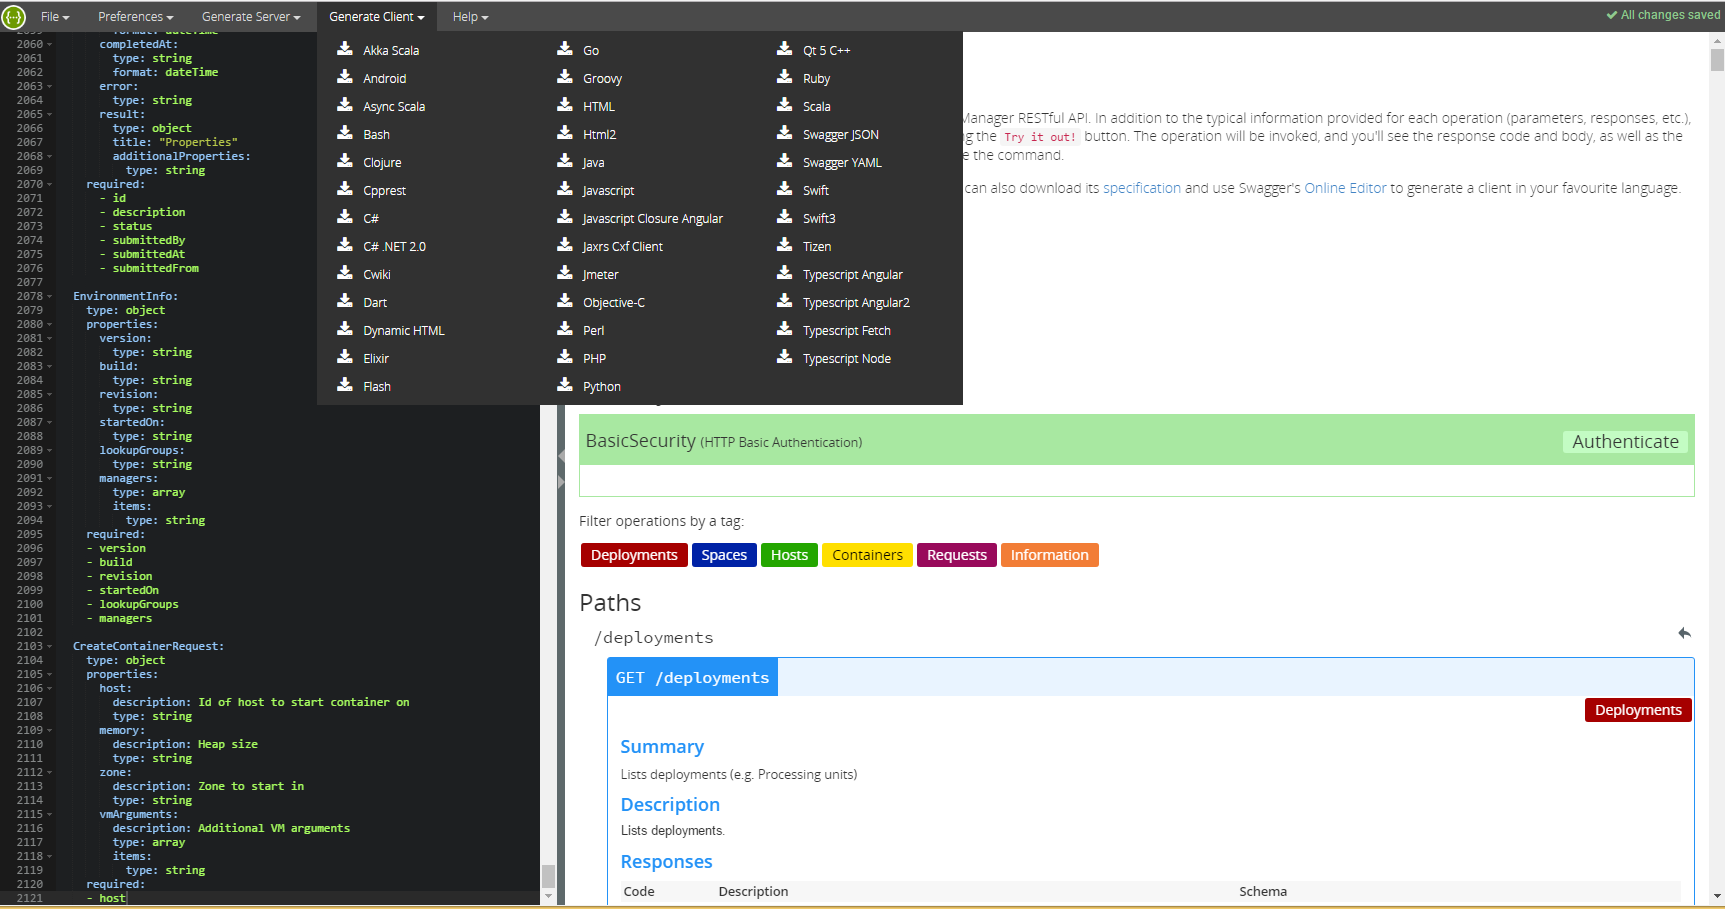 File Preferences Generate Server Generate Client Help All changes saved
2060 completedAt:
2061 type: string
2062 format: dateTime
2063 error:
2064 type: string
2065 result:
2066 type: object
2067 title: "Properties"
2068 additionalProperties:
2069 type: string
2070 required:
2071 - id
2072 - description
2073 - status
2074 - submittedBy
2075 - submittedAt
2076 - submittedFrom
2077
2078 EnvironmentInfo:
2079 type: object
2080 properties:
2081 version:
2082 type: string
2083 build:
2084 type: string
2085 revision:
2086 type: string
2087 startedOn:
2088 type: string
2089 lookupGroups:
2090 type: string
2091 managers:
2092 type: array
2093 items:
2094 type: string
2095 required:
2096 - version
2097 - build
2098 - revision
2099 - startedOn
2100 - lookupGroups
2101 - managers
2102
2103 CreateContainerRequest:
2104 type: object
2105 properties:
2106 host:
2107 description: Id of host to start container on
2108 type: string
2109 memory:
2110 description: Heap size
2111 type: string
2112 zone:
2113 description: Zone to start in
2114 type: string
2115 vmArguments:
2116 description: Additional VM arguments
2117 type: array
2118 items:
2119 type: string
2120 required:
2121 - host
Akka Scala
Android
Async Scala
Bash
Clojure
Cpprest
C#
C# .NET 2.0
Cwiki
Dart
Dynamic HTML
Elixir
Flash
Go
Groovy
HTML
Html2
Java
Javascript
Javascript Closure Angular
Jaxrs Cxf Client
Jmeter
Objective-C
Perl
PHP
Python
Qt 5 C++
Ruby
Scala
Swagger JSON
Swagger YAML
Swift
Swift3
Tizen
Typescript Angular
Typescript Angular2
Typescript Fetch
Typescript Node
Manager RESTful API. In addition to the typical information provided for each operation (parameters, responses, etc.),
the Try it out! button. The operation will be invoked, and you'll see the response code and body, as well as the
the command.
can also download its specification and use Swagger's Online Editor to generate a client in your favourite language.
BasicSecurity (HTTP Basic Authentication) Authenticate
Filter operations by a tag:
Deployments Spaces Hosts Containers Requests Information
Paths
/deployments
GET /deployments
Deployments
Summary
Lists deployments (e.g. Processing units)
Description
Lists deployments.
Responses
Code Description Schema